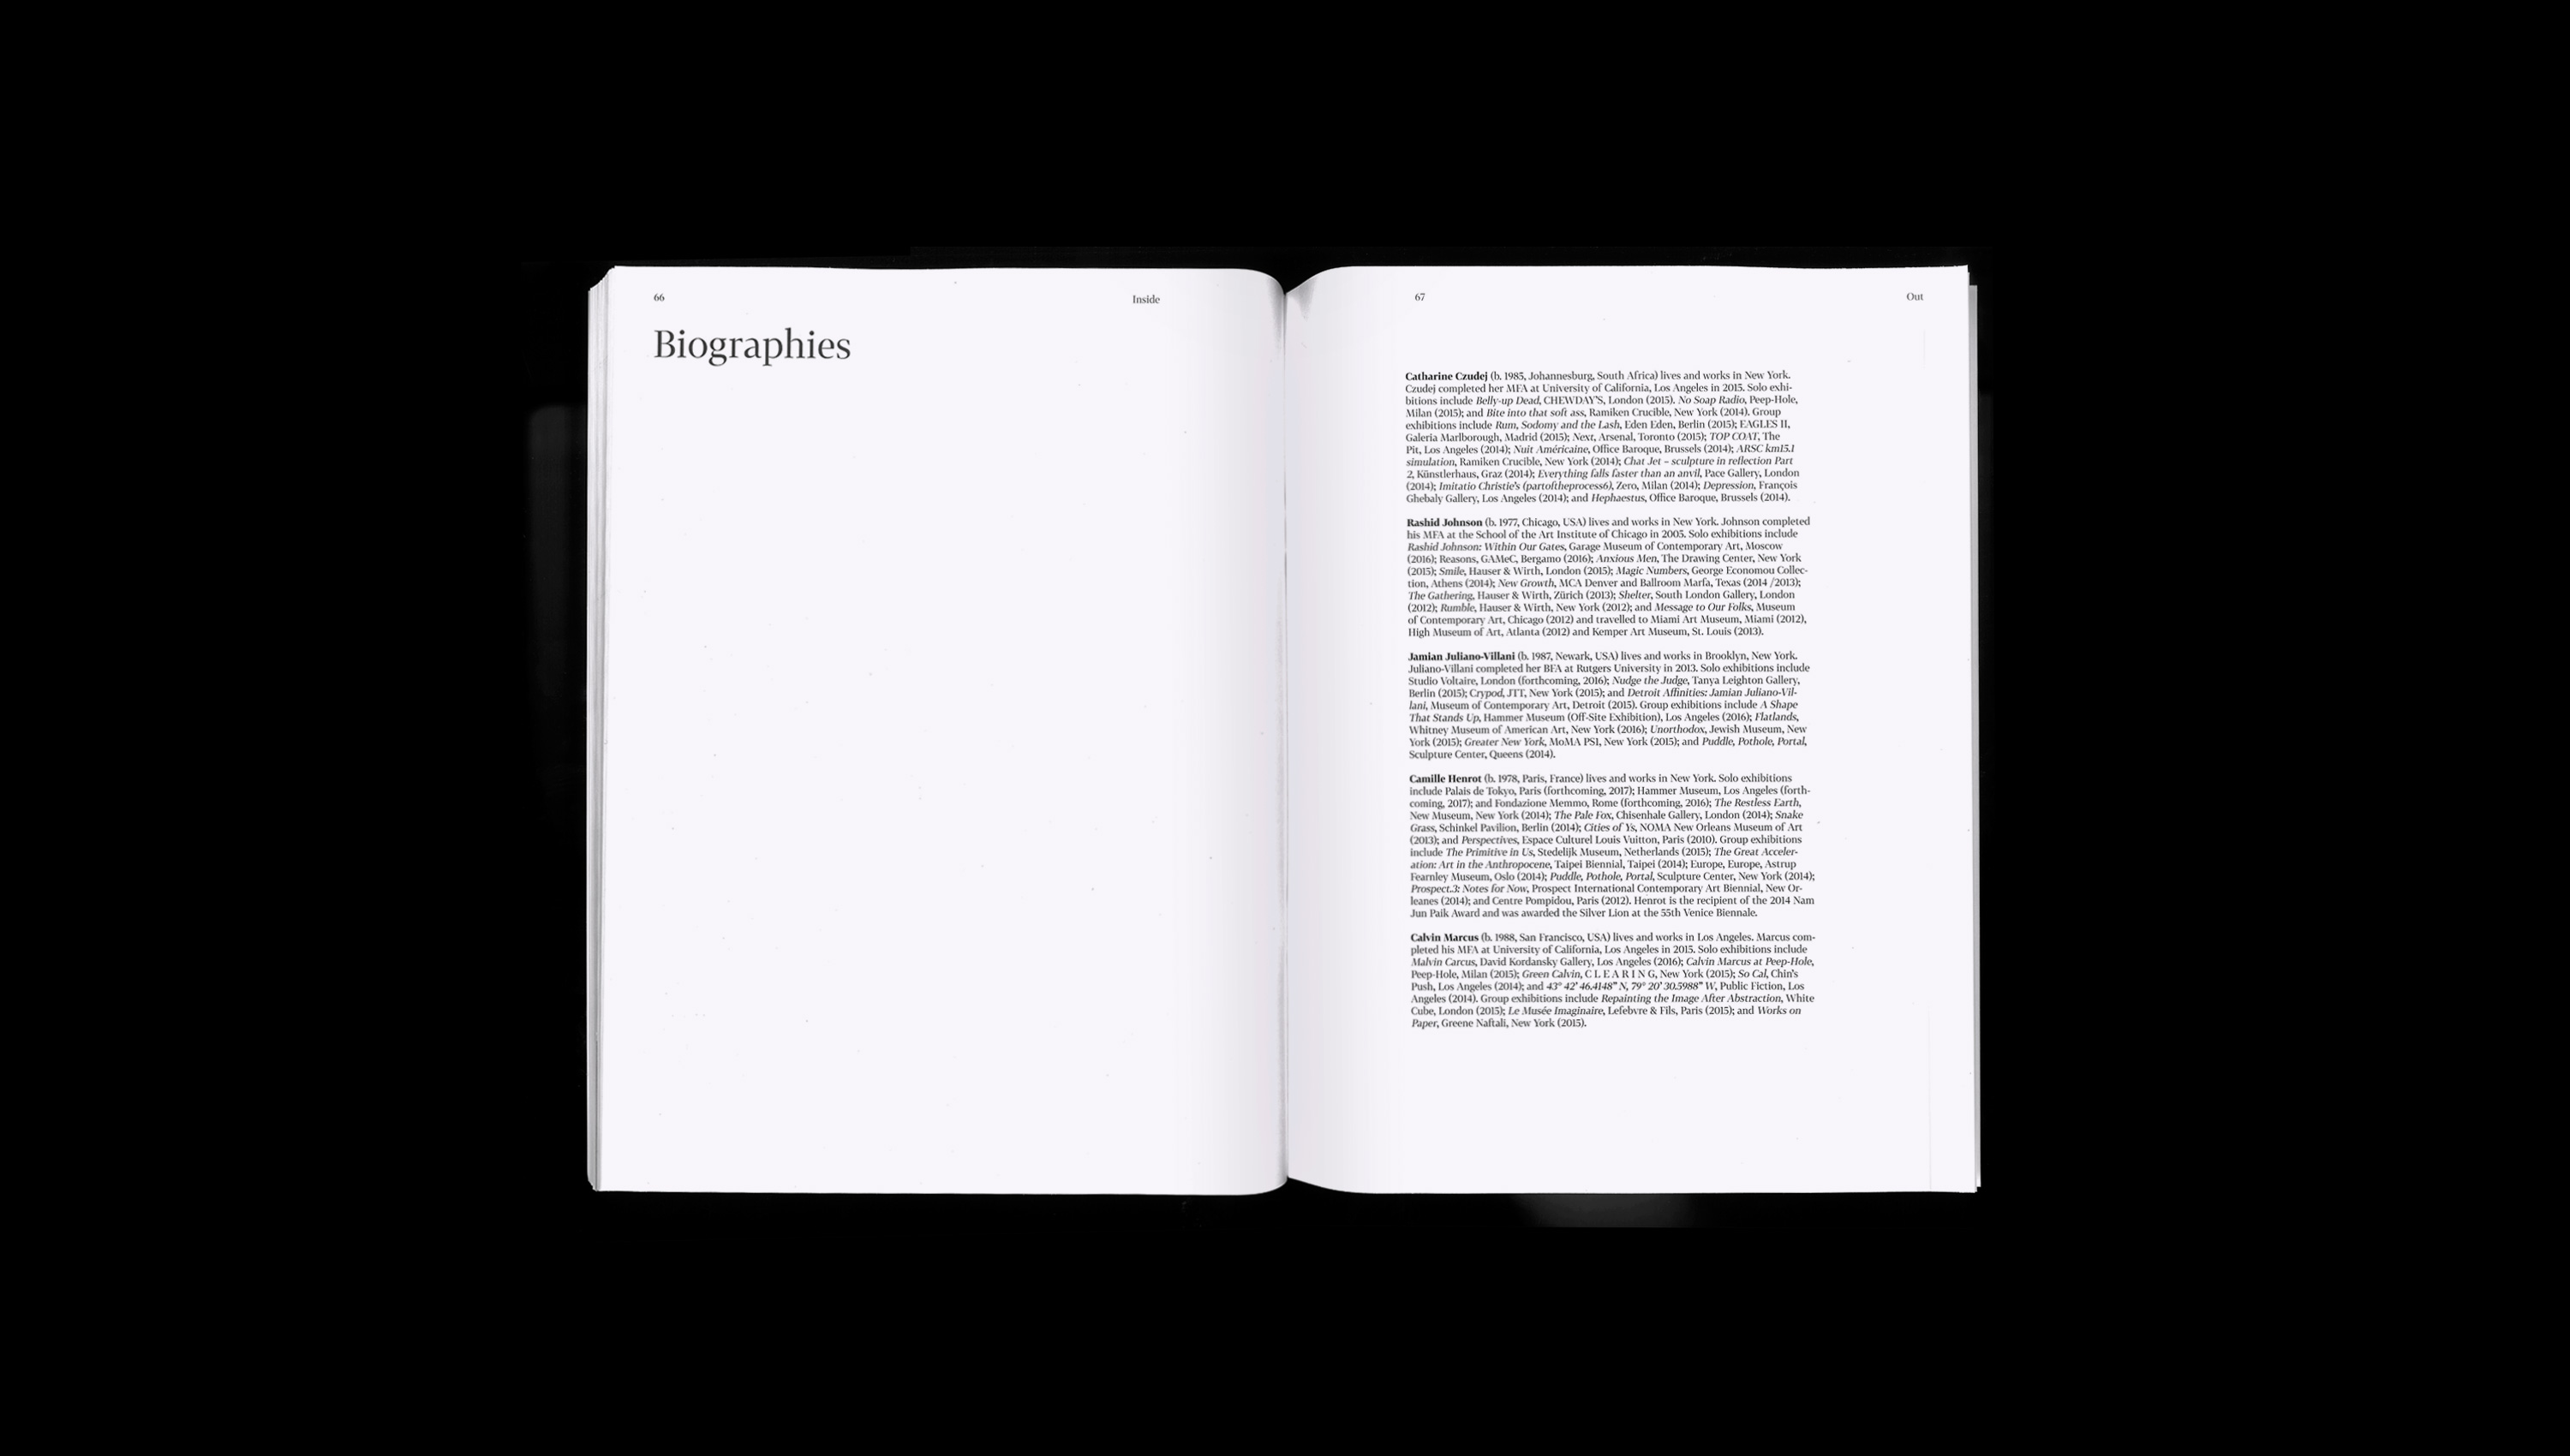 66
Inside
Biographies
67
Out
Catharine Czudej (b. 1985, Johannesburg, South Africa) lives and works in New York.
Czudej completed her MFA at University of California, Los Angeles in 2015. Solo exhi-
bitions include Belly-up Dead, CHEWDAY'S, London (2015). No Soap Radio, Peep-Hole,
Milan (2015); and Bite into that soft ass, Ramiken Crucible, New York (2014). Group
exhibitions include Rum, Sodomy and the Lash, Eden Eden, Berlin (2015); EAGLES II,
Galeria Marlborough, Madrid (2015); Next, Arsenal, Toronto (2015); TOP COAT, The
Pit, Los Angeles (2014); Nuit Américaine, Office Baroque, Brussels (2014); ARSC km15.1
simulation, Ramiken Crucible, New York (2014); Chat Jet – sculpture in reflection Part
2, Künstlerhaus, Graz (2014); Everything falls faster than an anvil, Pace Gallery, London
(2014); Imitatio Christie's (partoftheprocess6), Zero, Milan (2014); Depression, François
Ghebaly Gallery, Los Angeles (2014); and Hephaestus, Office Baroque, Brussels (2014).
Rashid Johnson (b. 1977, Chicago, USA) lives and works in New York. Johnson completed
his MFA at the School of the Art Institute of Chicago in 2005. Solo exhibitions include
Rashid Johnson: Within Our Gates, Garage Museum of Contemporary Art, Moscow
(2016); Reasons, GAMeC, Bergamo (2016); Anxious Men, The Drawing Center, New York
(2015); Smile, Hauser & Wirth, London (2015); Magic Numbers, George Economou Collec-
tion, Athens (2014); New Growth, MCA Denver and Ballroom Marfa, Texas (2014 /2013);
The Gathering, Hauser & Wirth, Zürich (2013); Shelter, South London Gallery, London
(2012); Rumble, Hauser & Wirth, New York (2012); and Message to Our Folks, Museum
of Contemporary Art, Chicago (2012) and travelled to Miami Art Museum, Miami (2012),
High Museum of Art, Atlanta (2012) and Kemper Art Museum, St. Louis (2013).
Jamian Juliano-Villani (b. 1987, Newark, USA) lives and works in Brooklyn, New York.
Juliano-Villani completed her BFA at Rutgers University in 2013. Solo exhibitions include
Studio Voltaire, London (forthcoming, 2016); Nudge the Judge, Tanya Leighton Gallery,
Berlin (2015); Crypod, JTT, New York (2015); and Detroit Affinities: Jamian Juliano-Vil-
lani, Museum of Contemporary Art, Detroit (2015). Group exhibitions include A Shape
That Stands Up, Hammer Museum (Off-Site Exhibition), Los Angeles (2016); Flatlands,
Whitney Museum of American Art, New York (2016); Unorthodox, Jewish Museum, New
York (2015); Greater New York, MoMA PS1, New York (2015); and Puddle, Pothole, Portal,
Sculpture Center, Queens (2014).
Camille Henrot (b. 1978, Paris, France) lives and works in New York. Solo exhibitions
include Palais de Tokyo, Paris (forthcoming, 2017); Hammer Museum, Los Angeles (forth-
coming, 2017); and Fondazione Memmo, Rome (forthcoming, 2016); The Restless Earth,
New Museum, New York (2014); The Pale Fox, Chisenhale Gallery, London (2014); Snake
Grass, Schinkel Pavilion, Berlin (2014); Cities of Ys, NOMA New Orleans Museum of Art
(2013); and Perspectives, Espace Culturel Louis Vuitton, Paris (2010). Group exhibitions
include The Primitive in Us, Stedelijk Museum, Netherlands (2015); The Great Acceler-
ation: Art in the Anthropocene, Taipei Biennial, Taipei (2014); Europe, Europe, Astrup
Fearnley Museum, Oslo (2014); Puddle, Pothole, Portal, Sculpture Center, New York (2014);
Prospect.3: Notes for Now, Prospect International Contemporary Art Biennial, New Or-
leanes (2014); and Centre Pompidou, Paris (2012). Henrot is the recipient of the 2014 Nam
Jun Paik Award and was awarded the Silver Lion at the 55th Venice Biennale.
Calvin Marcus (b. 1988, San Francisco, USA) lives and works in Los Angeles. Marcus com-
pleted his MFA at University of California, Los Angeles in 2015. Solo exhibitions include
Malvin Carcus, David Kordansky Gallery, Los Angeles (2016); Calvin Marcus at Peep-Hole,
Peep-Hole, Milan (2015); Green Calvin, C L E A R I N G, New York (2015); So Cal, Chin's
Push, Los Angeles (2014); and 43° 42' 46.4148" N, 79° 20' 30.5988" W, Public Fiction, Los
Angeles (2014). Group exhibitions include Repainting the Image After Abstraction, White
Cube, London (2015); Le Musée Imaginaire, Lefebvre & Fils, Paris (2015); and Works on
Paper, Greene Naftali, New York (2015).